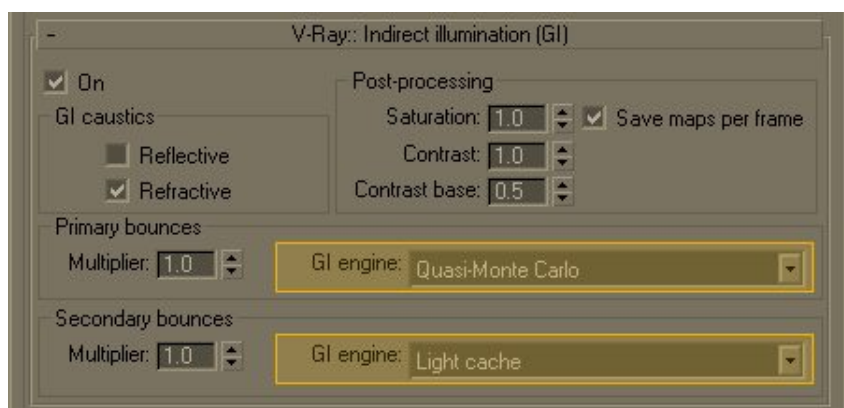 - V-Ray:: Indirect illumination (GI)
On
GI caustics
Reflective
Refractive
Post-processing
Saturation: 1.0 Save maps per frame
Contrast: 1.0
Contrast base: 0.5
Primary bounces
Multiplier: 1.0 GI engine: Quasi-Monte Carlo
Secondary bounces
Multiplier: 1.0 GI engine: Light cache